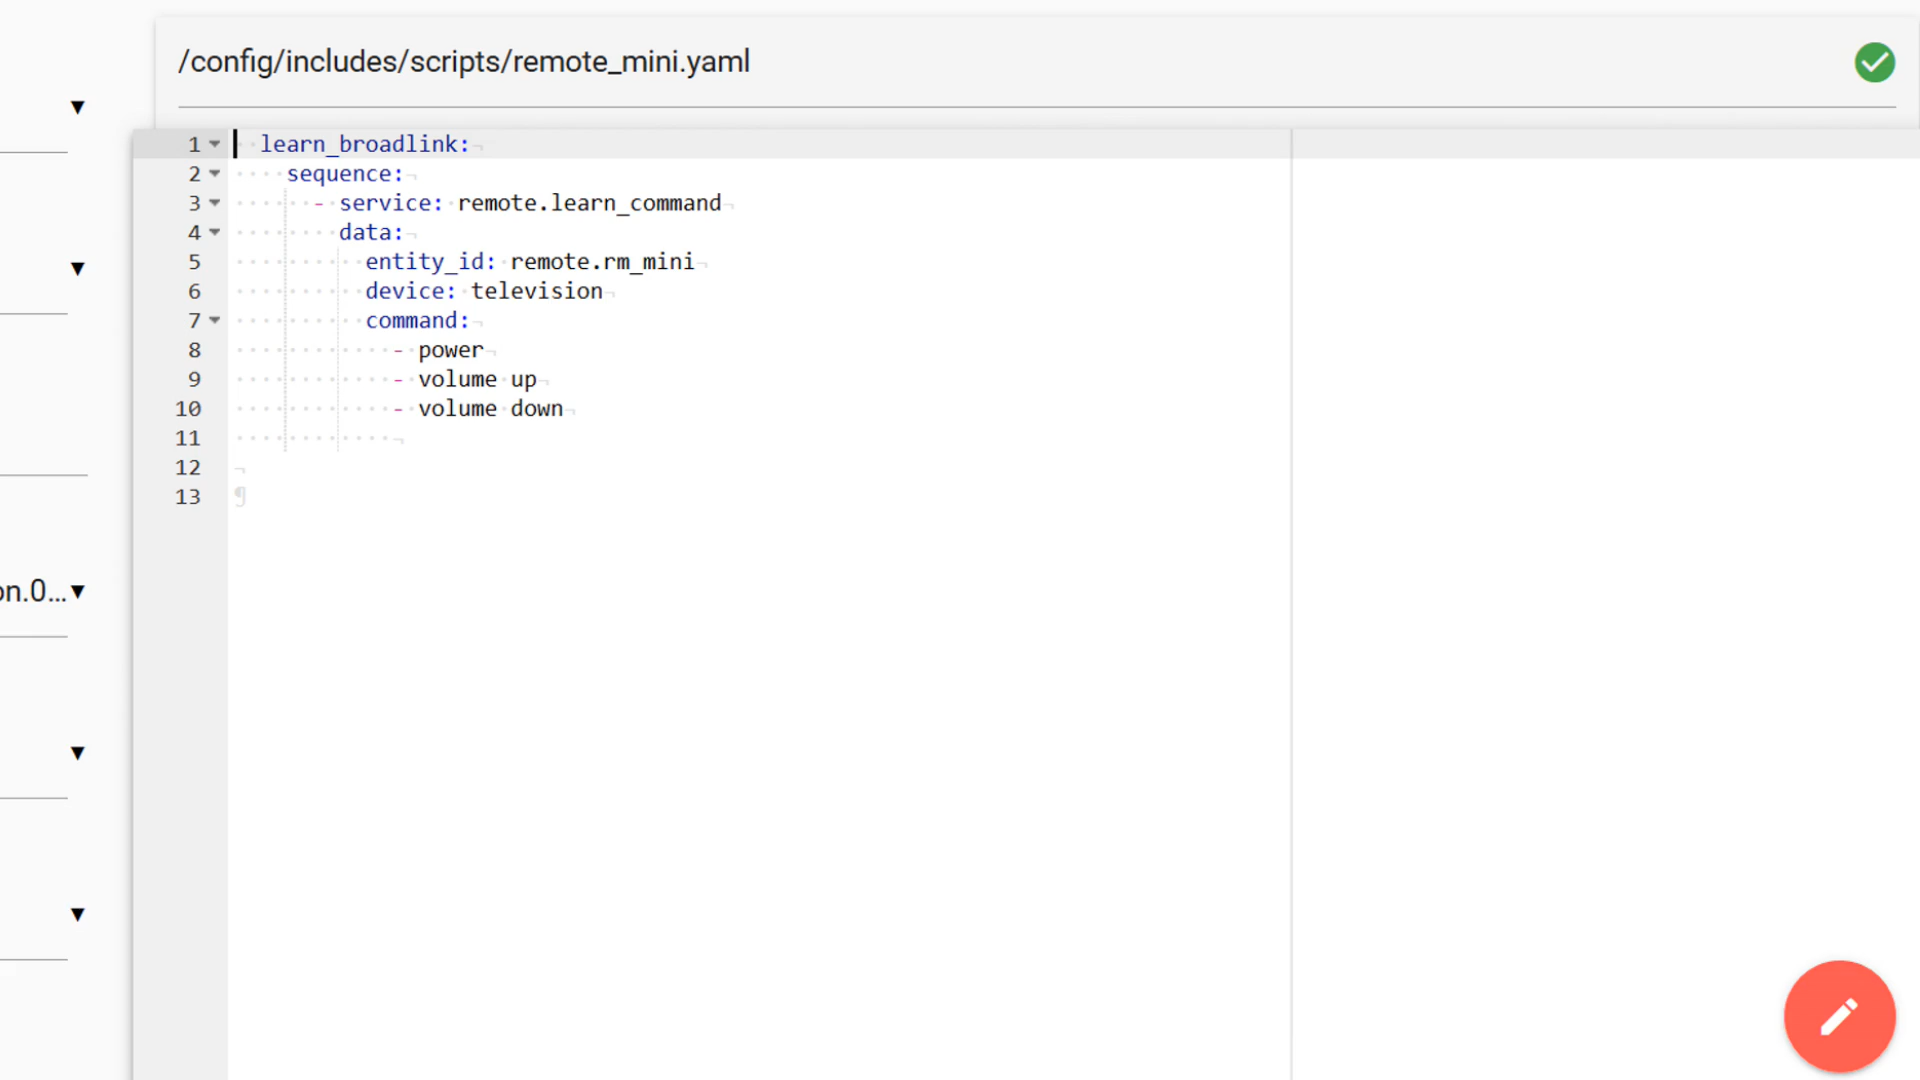 /config/includes/scripts/remote_mini.yaml
1 learn_broadlink:
2 sequence:
3 - service: remote.learn_command
4 data:
5 entity_id: remote.rm_mini
6 device: television
7 command:
8 - power
9 - volume up
10 - volume down
11
12
13
on.0...